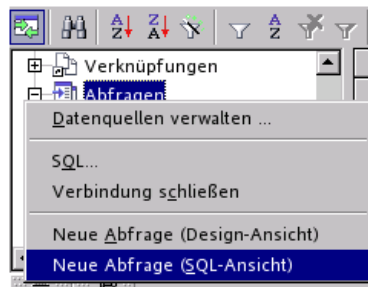 Verknüpfungen
Abfragen
Datenquellen verwalten ...
SQL...
Verbindung schließen
Neue Abfrage (Design-Ansicht)
Neue Abfrage (SQL-Ansicht)